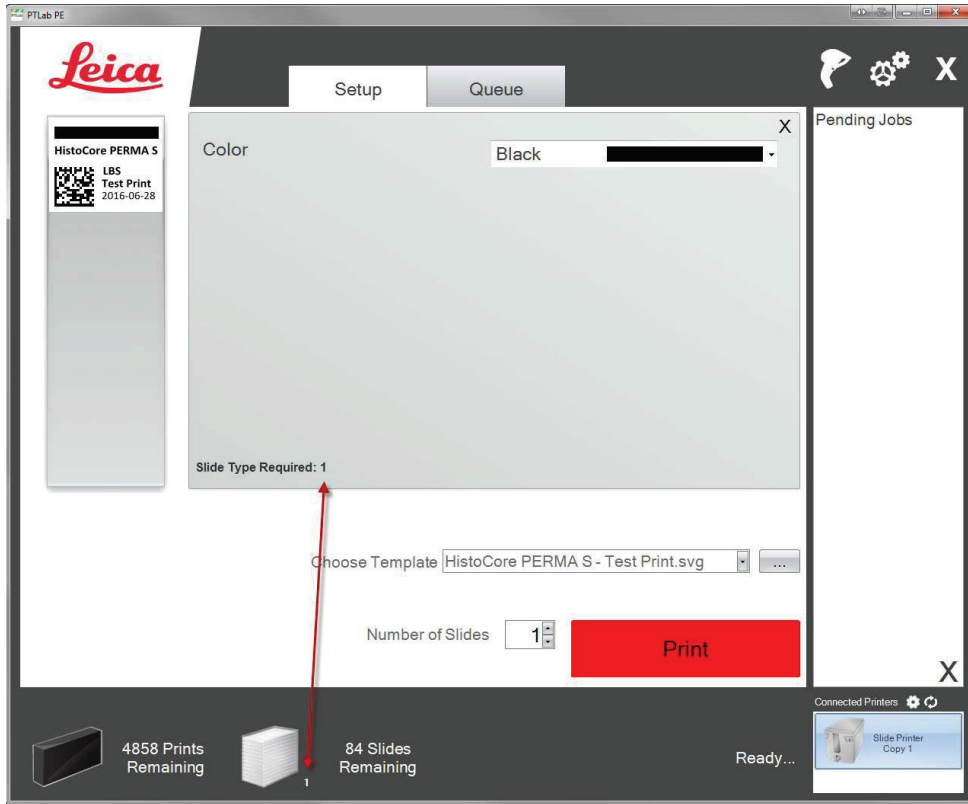 PTLab PE
Leica
X
Setup
Queue
HistoCore PERMA S
LBS
Test Print
2016-06-28
Color
Black
X
Slide Type Required: 1
Choose Template HistoCore PERMA S - Test Print.svg ...
Number of Slides 1
Print
Pending Jobs
X
4858 Prints
Remaining
84 Slides
Remaining
1
Ready...
Connected Printers
Slide Printer
Copy 1